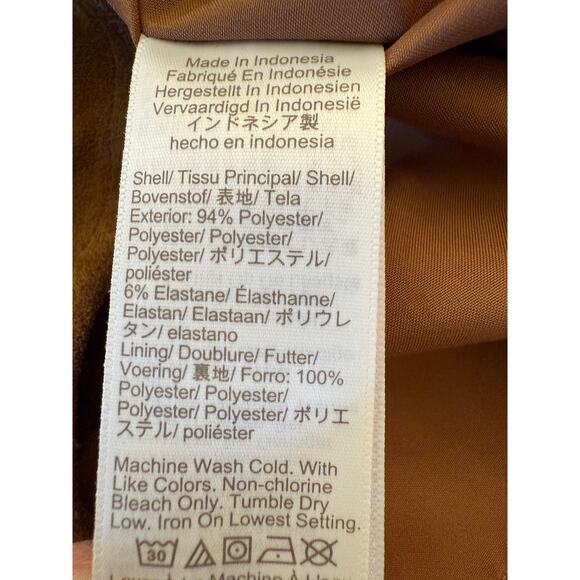 Made In Indonesia
Fabriqué En Indonésie
Hergestellt In Indonesien
Vervaardigd In Indonesië
インドネシア製
hecho en indonesia
Shell/ Tissu Principal/ Shell/
Bovenstof/ 表地/ Tela
Exterior: 94% Polyester/
Polyester/ Polyester/
Polyester/ ポリエステル/
poliéster
6% Elastane/ Élasthanne/
Elastan/ Elastaan/ ポリウレ
タン/ elastano
Lining/ Doublure/ Futter/
Voering/ 裏地/ Forro: 100%
Polyester/ Polyester/
Polyester/ Polyester/ ポリエ
ステル/ poliéster
Machine Wash Cold. With
Like Colors. Non-chlorine
Bleach Only. Tumble Dry
Low. Iron On Lowest Setting.
30